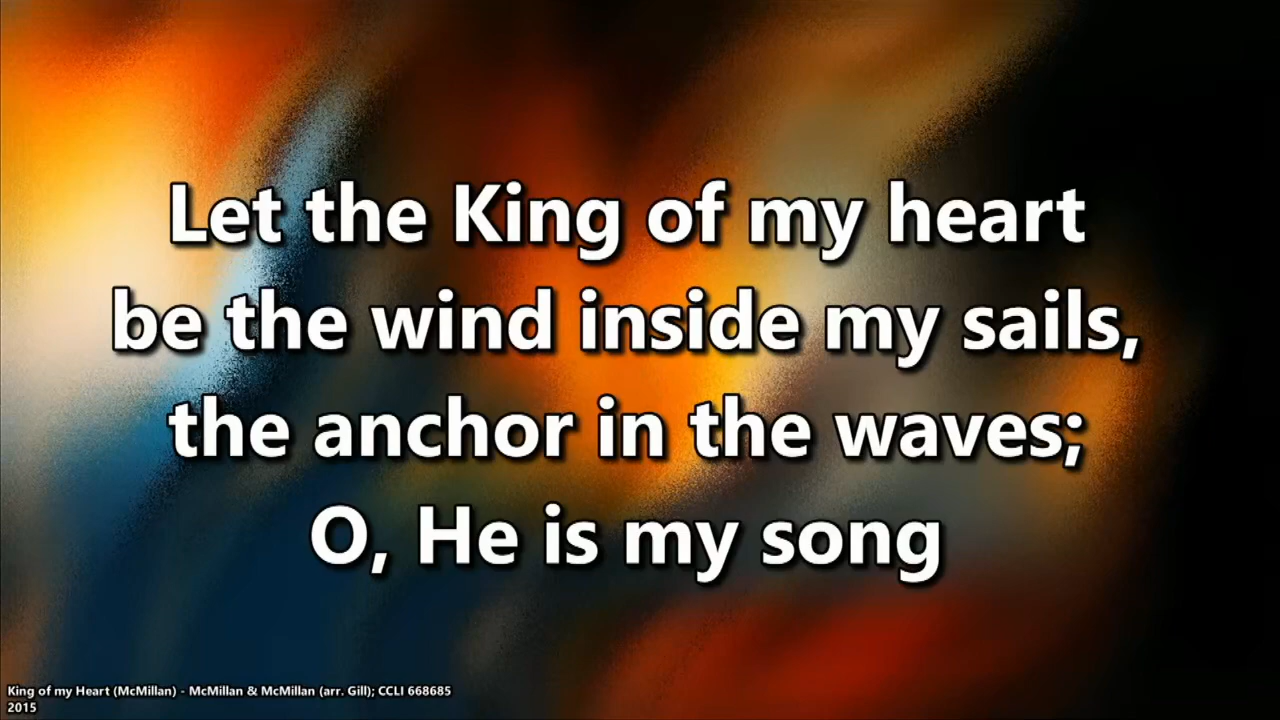 Let the King of my heart
be the wind inside my sails,
the anchor in the waves;
O, He is my song
King of my Heart (McMillan) - McMillan & McMillan (arr. Gill); CCLI 668685
2015